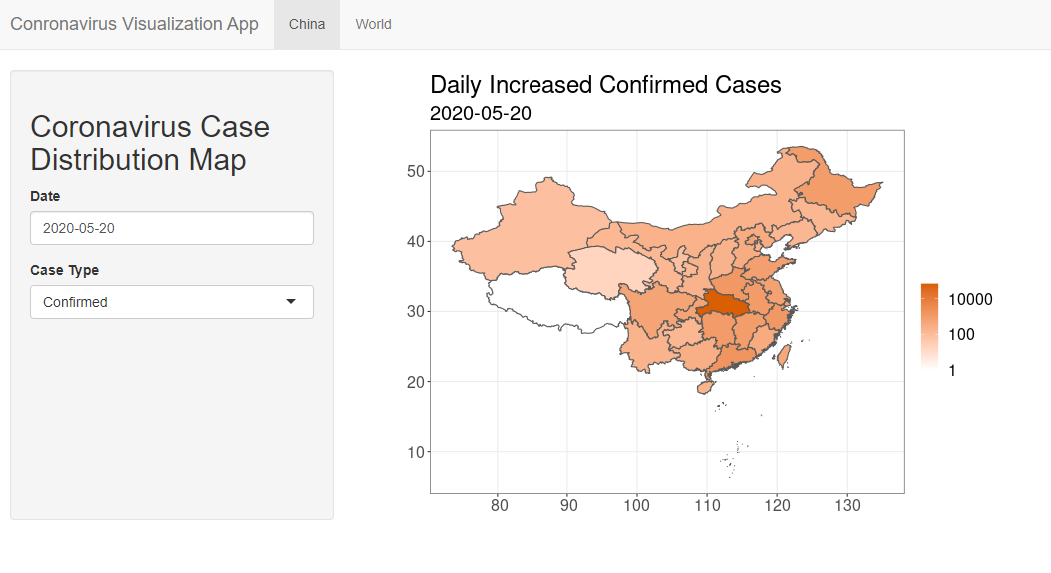 Conronavirus Visualization App
China
World
Coronavirus Case
Distribution Map
Date
2020-05-20
Case Type
Confirmed
Daily Increased Confirmed Cases
2020-05-20
50
40
30
20
10
80
90
100
110
120
130
10000
100
1